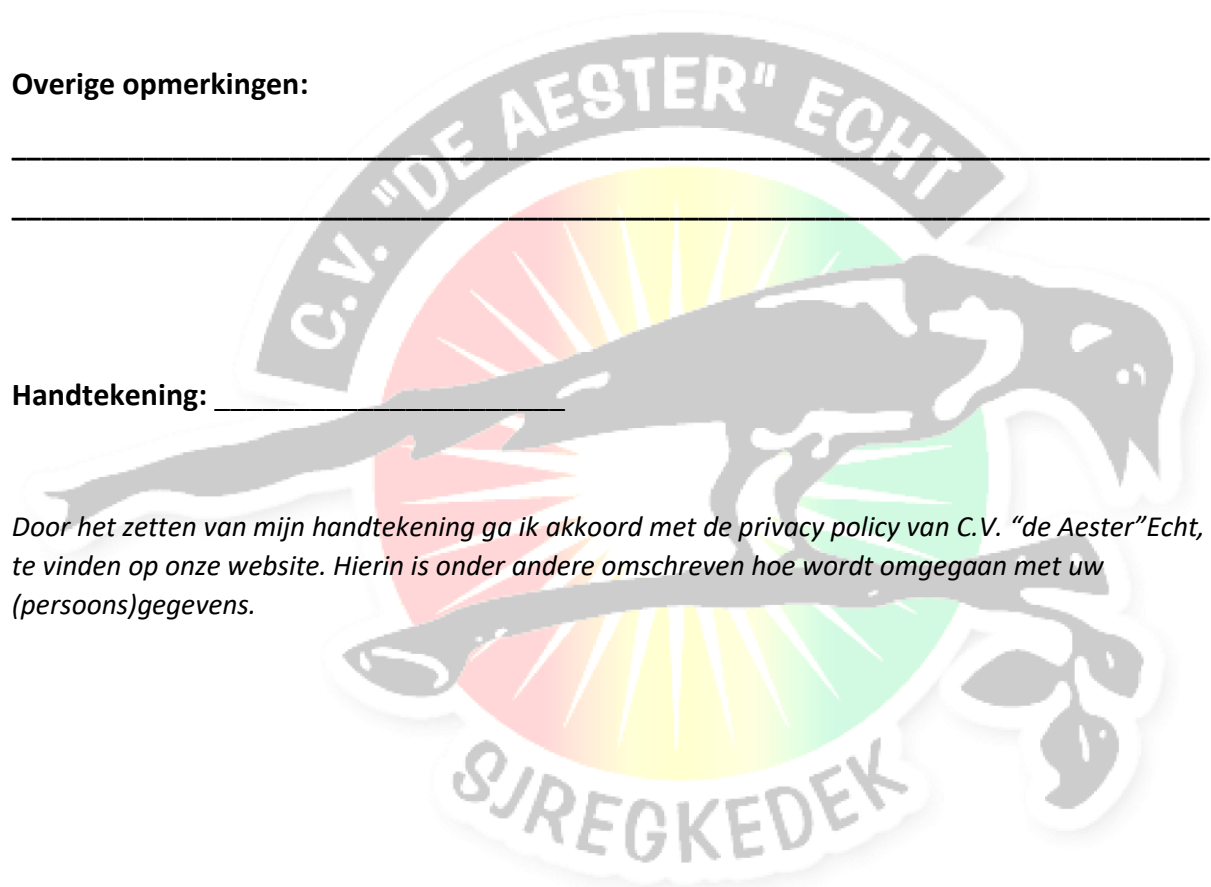 C.V. "DE AESTER" ECHT
Overige opmerkingen:
Handtekening: ______________________
Door het zetten van mijn handtekening ga ik akkoord met de privacy policy van C.V. “de Aester”Echt,
te vinden op onze website. Hierin is onder andere omschreven hoe wordt omgegaan met uw
(persoons)gegevens.
SJREGKEDEK